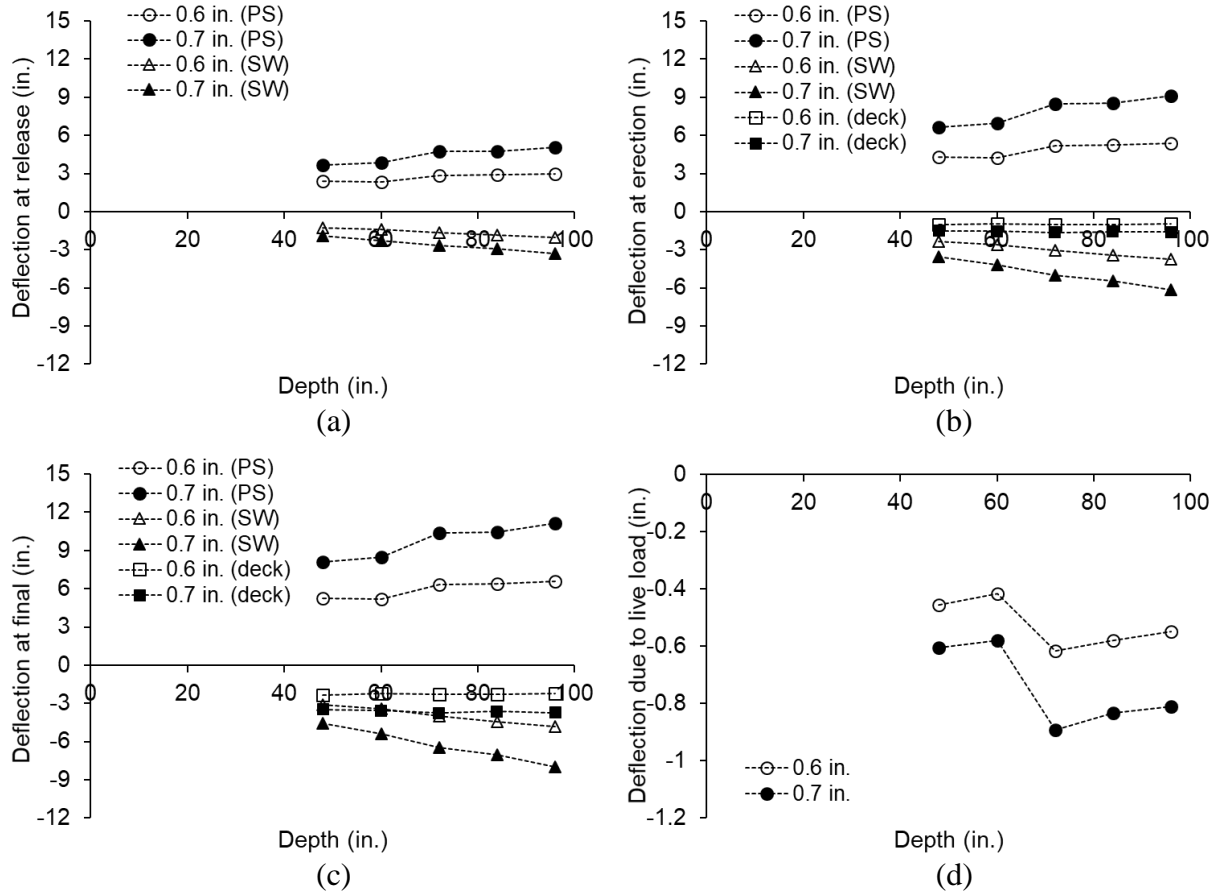 0.6 in. (PS)
0.7 in. (PS)
0.6 in. (SW)
0.7 in. (SW)
15
12
9
6
3
0
-3
-6
-9
-12
0
20
40
60
80
100
Deflection at release (in.)
Depth (in.)
(a)
0.6 in. (PS)
0.7 in. (PS)
0.6 in. (SW)
0.7 in. (SW)
0.6 in. (deck)
0.7 in. (deck)
15
12
9
6
3
0
-3
-6
-9
-12
0
20
40
60
80
100
Deflection at erection (in.)
Depth (in.)
(b)
0.6 in. (PS)
0.7 in. (PS)
0.6 in. (SW)
0.7 in. (SW)
0.6 in. (deck)
0.7 in. (deck)
15
12
9
6
3
0
-3
-6
-9
-12
0
20
40
60
80
100
Deflection at final (in.)
Depth (in.)
(c)
0
-0.2
-0.4
-0.6
-0.8
-1
-1.2
0
20
40
60
80
100
Deflection due to live load (in.)
0.6 in.
0.7 in.
Depth (in.)
(d)